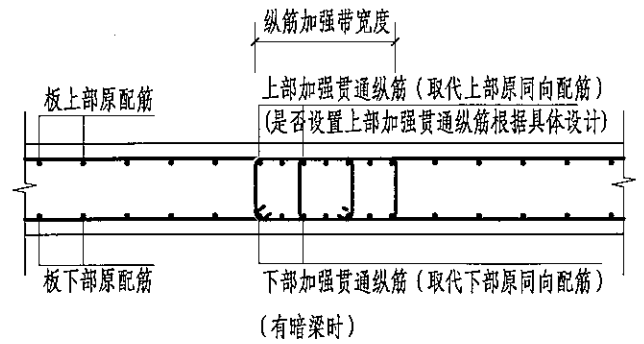 纵筋加强带宽度
板上部原配筋
上部加强贯通纵筋(取代上部原同向配筋)
(是否设置上部加强贯通纵筋根据具体设计)
板下部原配筋
下部加强贯通纵筋(取代下部原同向配筋)
(有暗梁时)